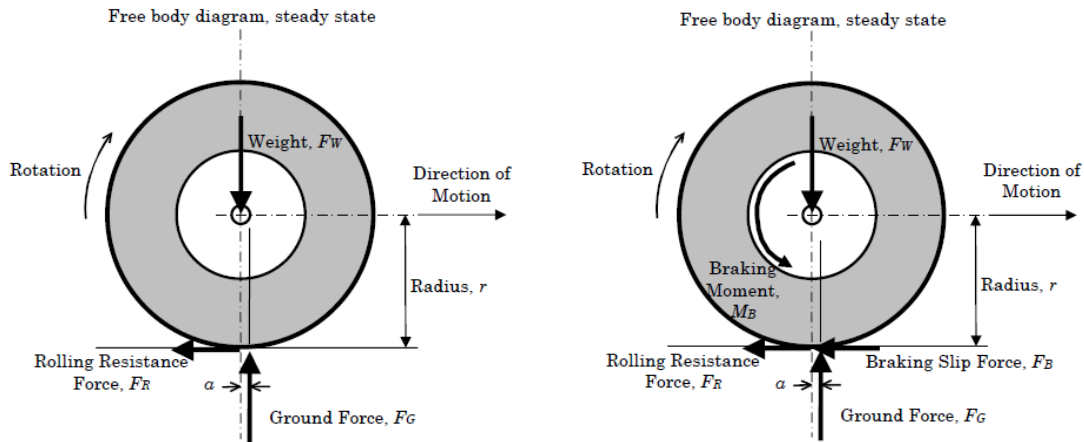 Free body diagram, steady state
Weight, FW
Rotation
Direction of
Motion
Radius, r
Rolling Resistance
Force, FR
a
Ground Force, FG
Free body diagram, steady state
Weight, FW
Rotation
Direction of
Motion
Braking
Moment,
MB
Radius, r
Rolling Resistance
Force, FR
Braking Slip Force, FB
a
Ground Force, FG